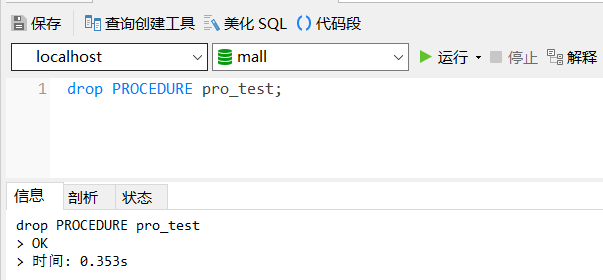 保存 查询创建工具 美化 SQL () 代码段
localhost mall 运行 停止 解释
1 drop PROCEDURE pro_test;
信息 剖析 状态
drop PROCEDURE pro_test
> OK
> 时间: 0.353s